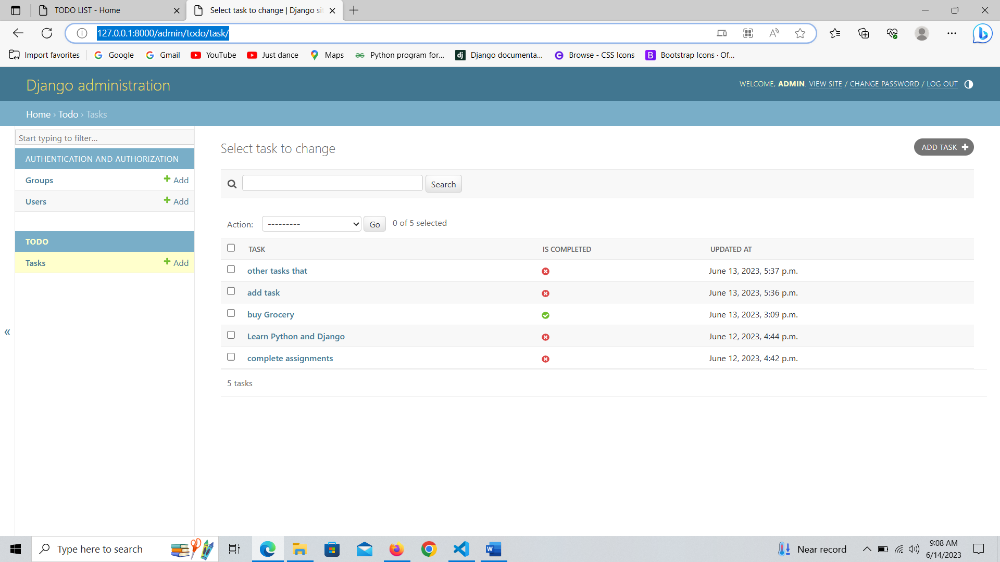 TODO LIST - Home
Select task to change | Django si
127.0.0.1:8000/admin/todo/task/
Import favorites
Google
Gmail
YouTube
Just dance
Maps
Python program for...
Django documenta...
Browse - CSS Icons
Bootstrap Icons · Of...
Django administration
WELCOME, ADMIN. VIEW SITE / CHANGE PASSWORD / LOG OUT
Home › Todo › Tasks
Start typing to filter...
AUTHENTICATION AND AUTHORIZATION
Groups
Add
Users
Add
TODO
Tasks
Add
«
Select task to change
ADD TASK
Search
Action:
---------
Go
0 of 5 selected
TASK IS COMPLETED UPDATED AT
other tasks that June 13, 2023, 5:37 p.m.
add task June 13, 2023, 5:36 p.m.
buy Grocery June 13, 2023, 3:09 p.m.
Learn Python and Django June 12, 2023, 4:44 p.m.
complete assignments June 12, 2023, 4:42 p.m.
5 tasks
Type here to search
Near record
9:08 AM
6/14/2023